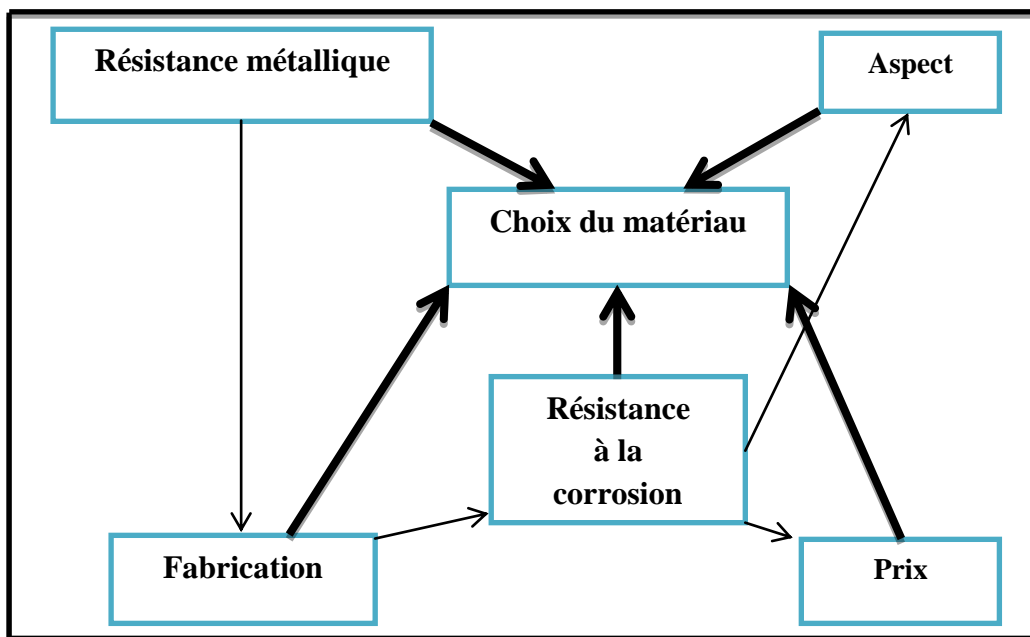 Résistance métallique
Aspect
Choix du matériau
Résistance
à la
corrosion
Fabrication
Prix